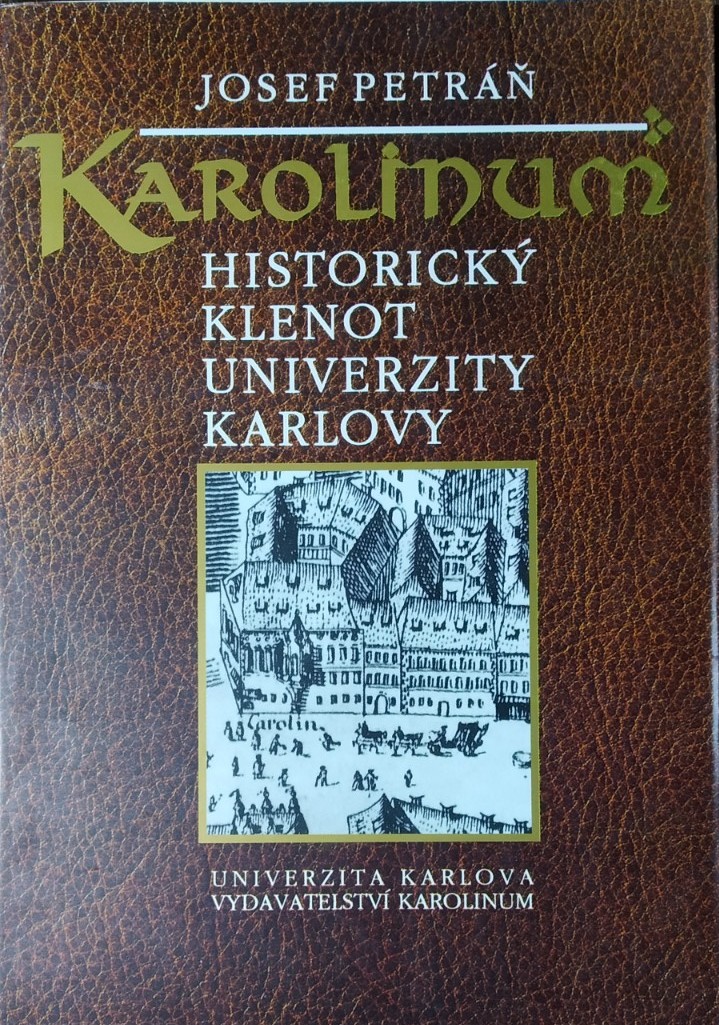 JOSEF PETRÁŇ
KAROLINUM
HISTORICKÝ
KLENOT
UNIVERZITY
KARLOVY
Carolin.
UNIVERZITA KARLOVA
VYDAVATELSTVÍ KAROLINUM